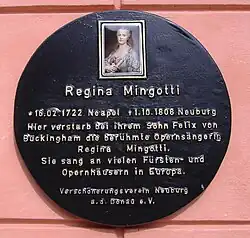 Regina Mingotti
*16.02.1722 Neapel +1.10.1808 Neuburg
Hier verstarb bei ihrem Sohn Felix von
Buckingham die berühmte Opernsängerin
Regina Mingotti.
Sie sang an vielen Fürsten- und
Opernhäusern in Europa.
Verschönerungsverein Neuburg
a.d. Donau e.V.